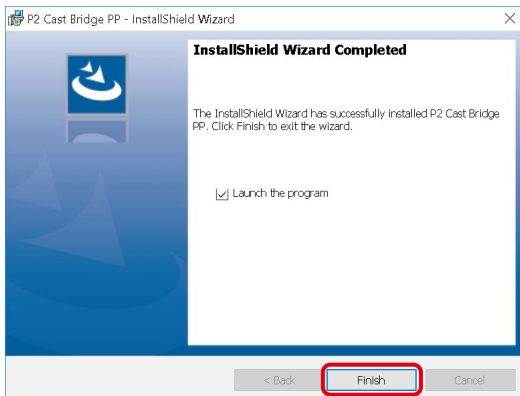 P2 Cast Bridge PP - InstallShield Wizard
InstallShield Wizard Completed
The InstallShield Wizard has successfully installed P2 Cast Bridge
PP. Click Finish to exit the wizard.
Launch the program
< Back Finish Cancel